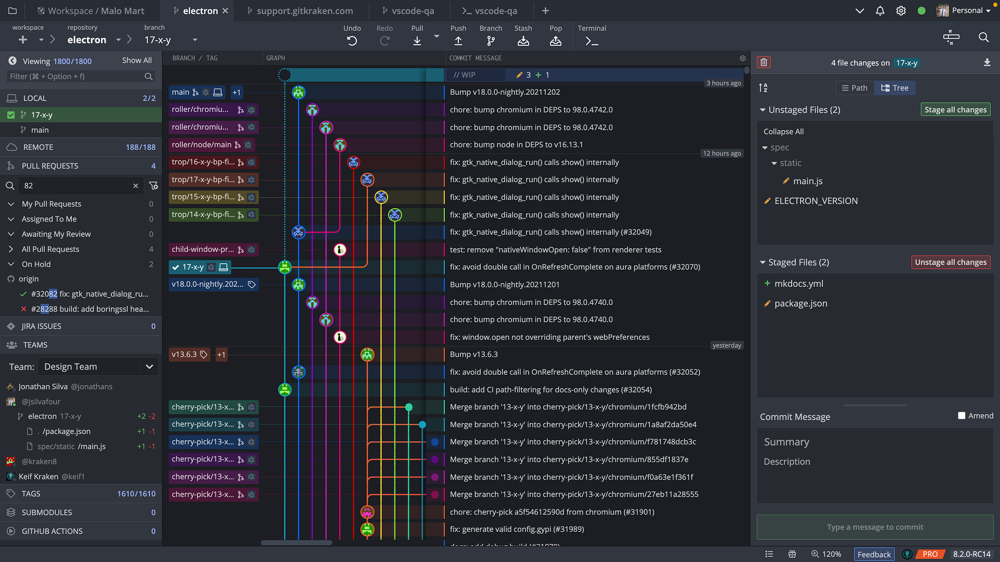 Workspace / Malo Mart
electron
support.gitkraken.com
vscode-qa
vscode-qa
Personal
workspace
repository
electron
branch
17-x-y
Undo
Redo
Pull
Push
Branch
Stash
Pop
Terminal
Viewing 1800/1800
Show All
Filter (⌘ + Option + f)
LOCAL 2/2
17-x-y
main
REMOTE 188/188
PULL REQUESTS 4
82
My Pull Requests 0
Assigned To Me 0
Awaiting My Review 0
All Pull Requests 4
On Hold 2
origin
#32082 fix: gtk_native_dialog_ru...
#28288 build: add boringssl hea...
JIRA ISSUES 0
TEAMS
Team: Design Team
Jonathan Silva @jonathans
@jsilvafour
electron 17-x-y +2 -2
. /package.json +1 -1
spec/static /main.js +1 -1
@kraken8
Keif Kraken @keif1
TAGS 1610/1610
SUBMODULES 0
GITHUB ACTIONS 0
BRANCH / TAG
GRAPH
COMMIT MESSAGE
// WIP 3 + 1
3 hours ago
main +1 Bump v18.0.0-nightly.20211202
roller/chromiu... chore: bump chromium in DEPS to 98.0.4742.0
roller/chromiu... chore: bump chromium in DEPS to 98.0.4742.0
roller/node/main chore: bump node in DEPS to v16.13.1
12 hours ago
trop/16-x-y-bp-fi... fix: gtk_native_dialog_run() calls show() internally
trop/17-x-y-bp-fi... fix: gtk_native_dialog_run() calls show() internally
trop/15-x-y-bp-fi... fix: gtk_native_dialog_run() calls show() internally
trop/14-x-y-bp-fi... fix: gtk_native_dialog_run() calls show() internally
fix: gtk_native_dialog_run() calls show() internally (#32049)
child-window-pr... test: remove "nativeWindowOpen: false" from renderer tests
17-x-y fix: avoid double call in OnRefreshComplete on aura platforms (#32070)
v18.0.0-nightly.202... Bump v18.0.0-nightly.20211201
chore: bump chromium in DEPS to 98.0.4740.0
chore: bump chromium in DEPS to 98.0.4740.0
fix: window.open not overriding parent's webPreferences
yesterday
v13.6.3 +1 Bump v13.6.3
fix: avoid double call in OnRefreshComplete on aura platforms (#32052)
build: add CI path-filtering for docs-only changes (#32054)
cherry-pick/13-x... Merge branch '13-x-y' into cherry-pick/13-x-y/chromium/1fcfb942bd
cherry-pick/13-x... Merge branch '13-x-y' into cherry-pick/13-x-y/chromium/1a8af2da50e4
cherry-pick/13-x... Merge branch '13-x-y' into cherry-pick/13-x-y/chromium/f781748dcb3c
cherry-pick/13-x... Merge branch '13-x-y' into cherry-pick/13-x-y/chromium/855df1837e
cherry-pick/13-x... Merge branch '13-x-y' into cherry-pick/13-x-y/chromium/f0a63e1f361f
cherry-pick/13-x... Merge branch '13-x-y' into cherry-pick/13-x-y/chromium/27eb11a28555
chore: cherry-pick a5f54612590d from chromium (#31901)
fix: generate valid config.gypi (#31989)
4 file changes on 17-x-y
Path
Tree
Unstaged Files (2)
Stage all changes
Collapse All
spec
static
main.js
ELECTRON_VERSION
Staged Files (2)
Unstage all changes
+ mkdocs.yml
package.json
Commit Message
Amend
Summary
Description
Type a message to commit
120%
Feedback
PRO
8.2.0-RC14